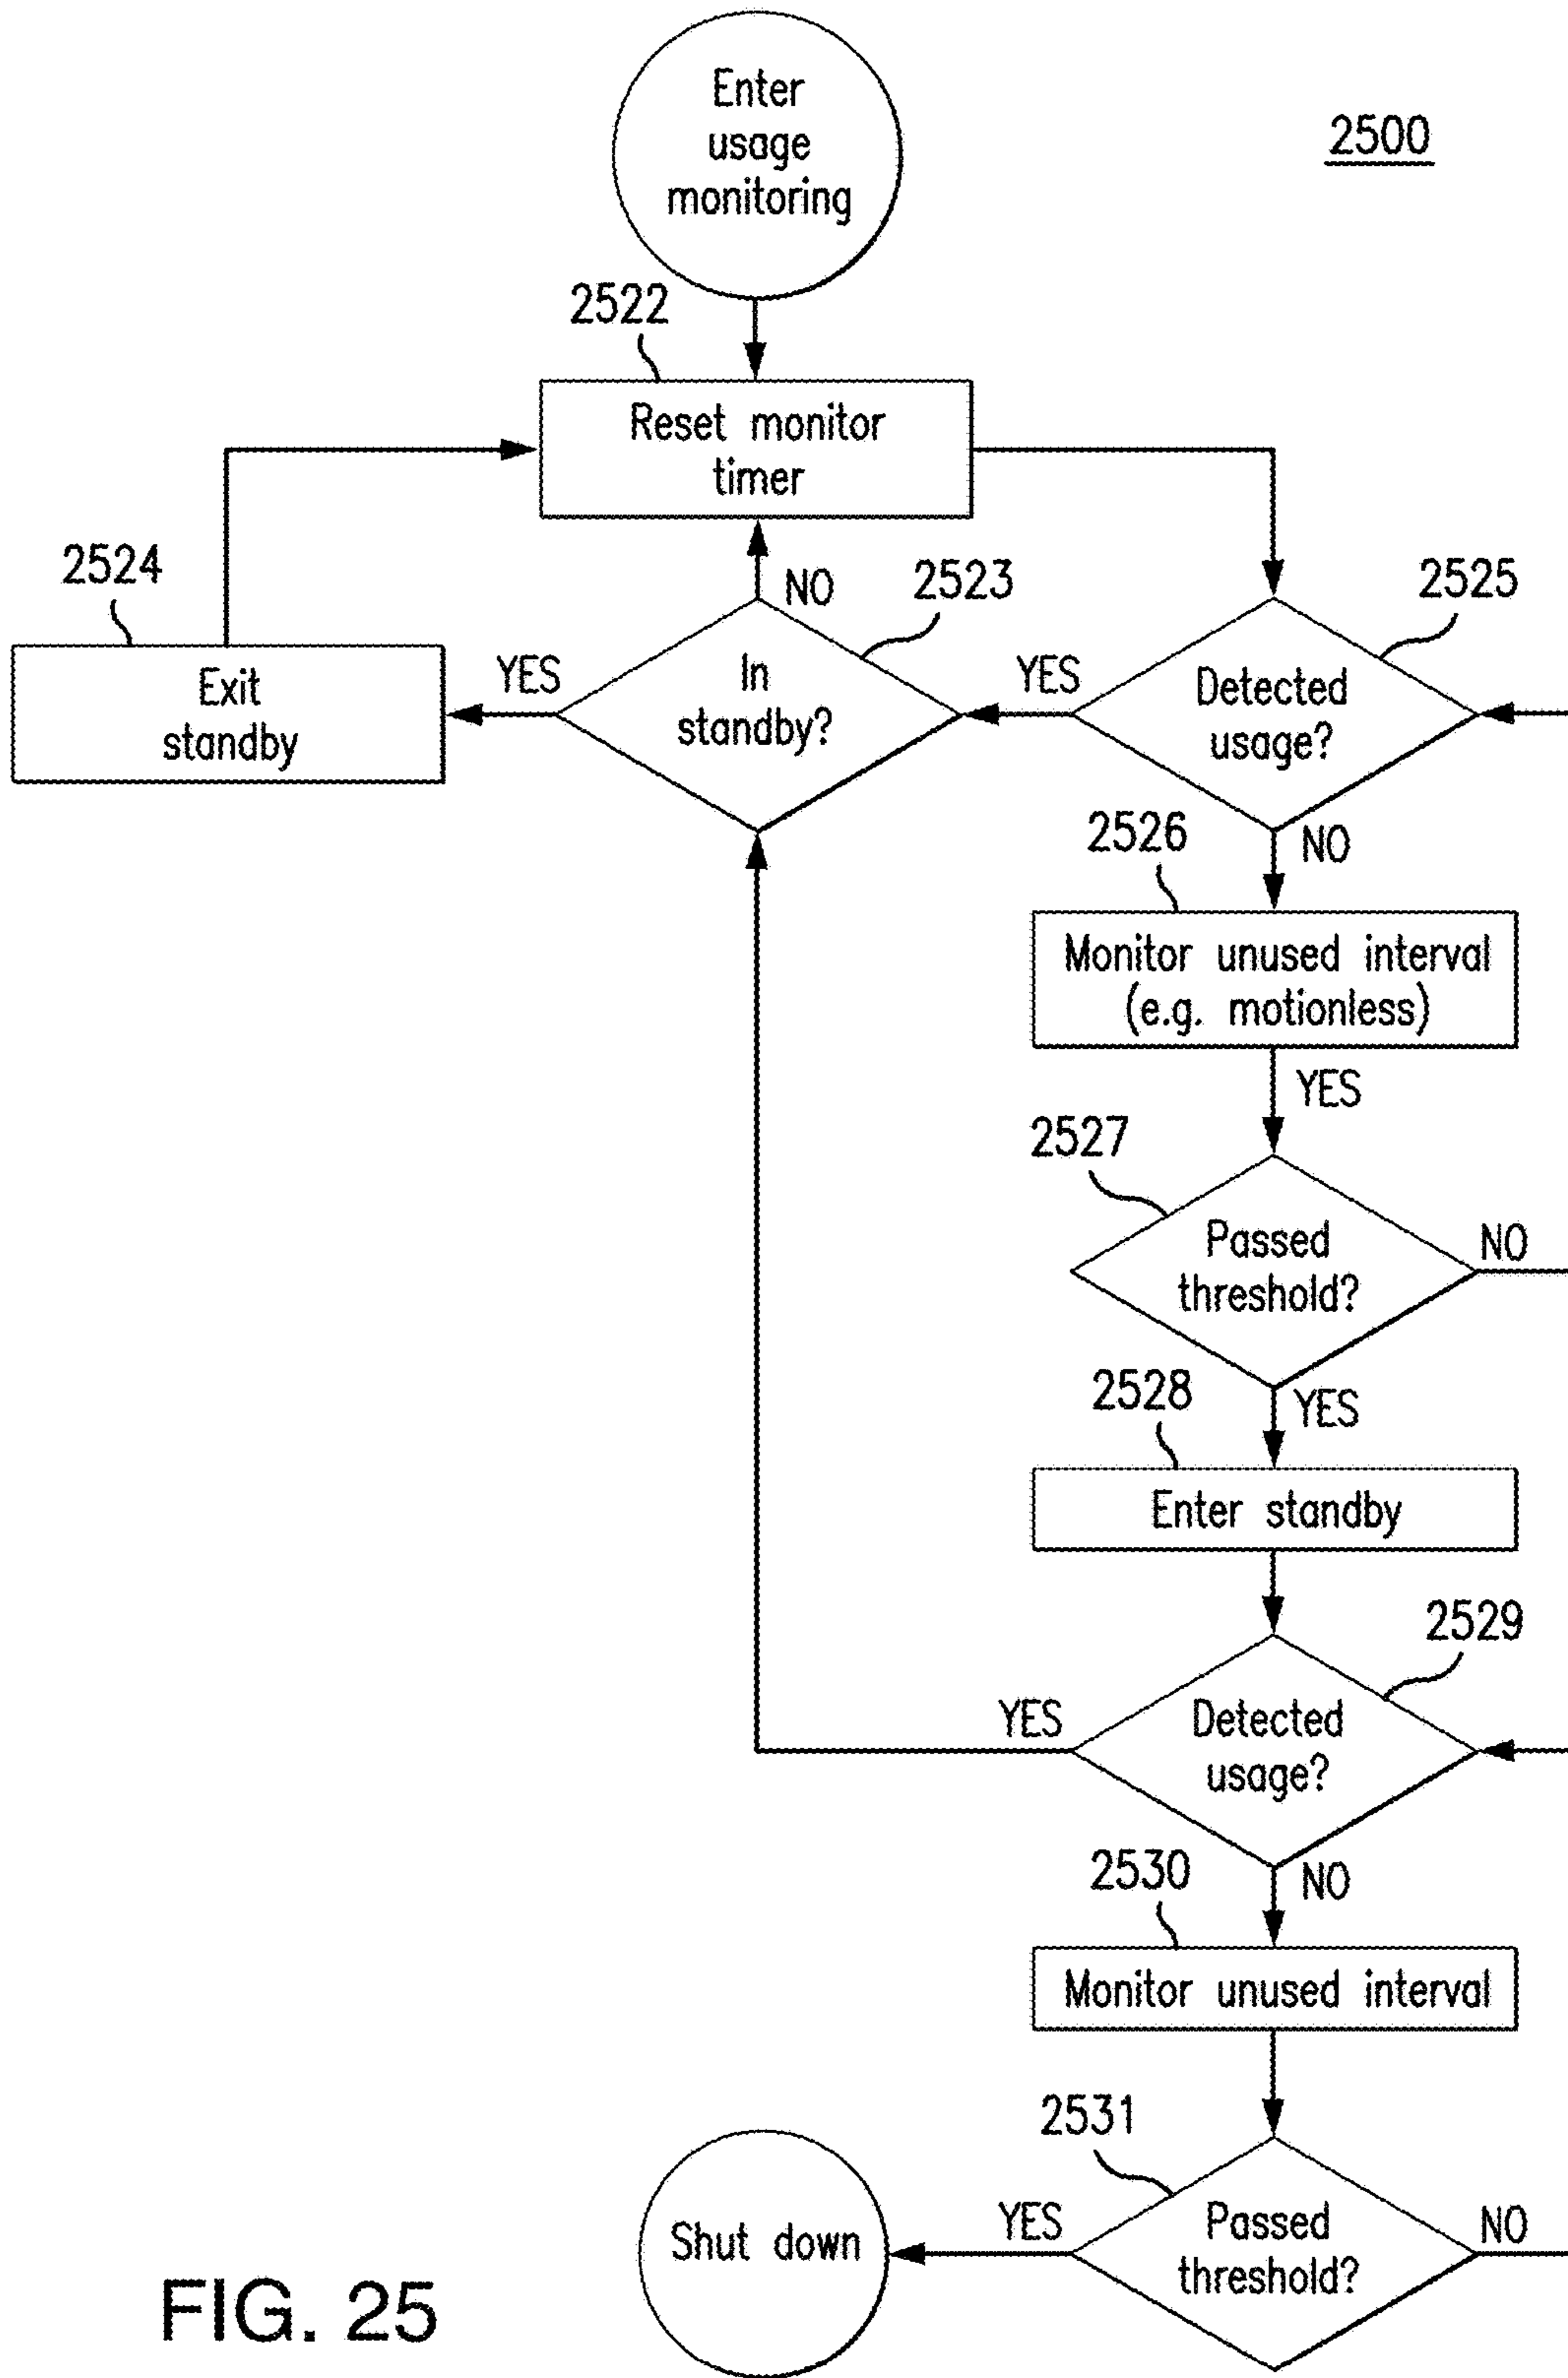 Enter
usage
monitoring
2500
2522
Reset monitor
timer
2524
Exit
standby
YES
NO
2523
In
standby?
YES
2525
Detected
usage?
NO
2526
Monitor unused interval
(e.g. motionless)
YES
2527
Passed
threshold?
NO
YES
2528
Enter standby
2529
Detected
usage?
YES
NO
2530
Monitor unused interval
2531
Passed
threshold?
NO
YES
Shut down
FIG. 25